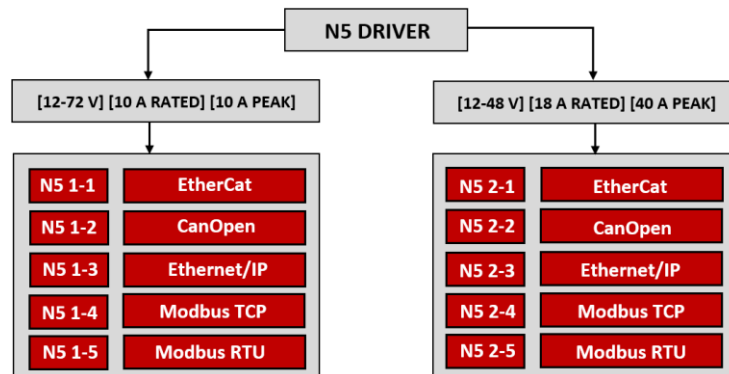 N5 DRIVER
[12-72 V] [10 A RATED] [10 A PEAK]
N5 1-1 EtherCat
N5 1-2 CanOpen
N5 1-3 Ethernet/IP
N5 1-4 Modbus TCP
N5 1-5 Modbus RTU
[12-48 V] [18 A RATED] [40 A PEAK]
N5 2-1 EtherCat
N5 2-2 CanOpen
N5 2-3 Ethernet/IP
N5 2-4 Modbus TCP
N5 2-5 Modbus RTU